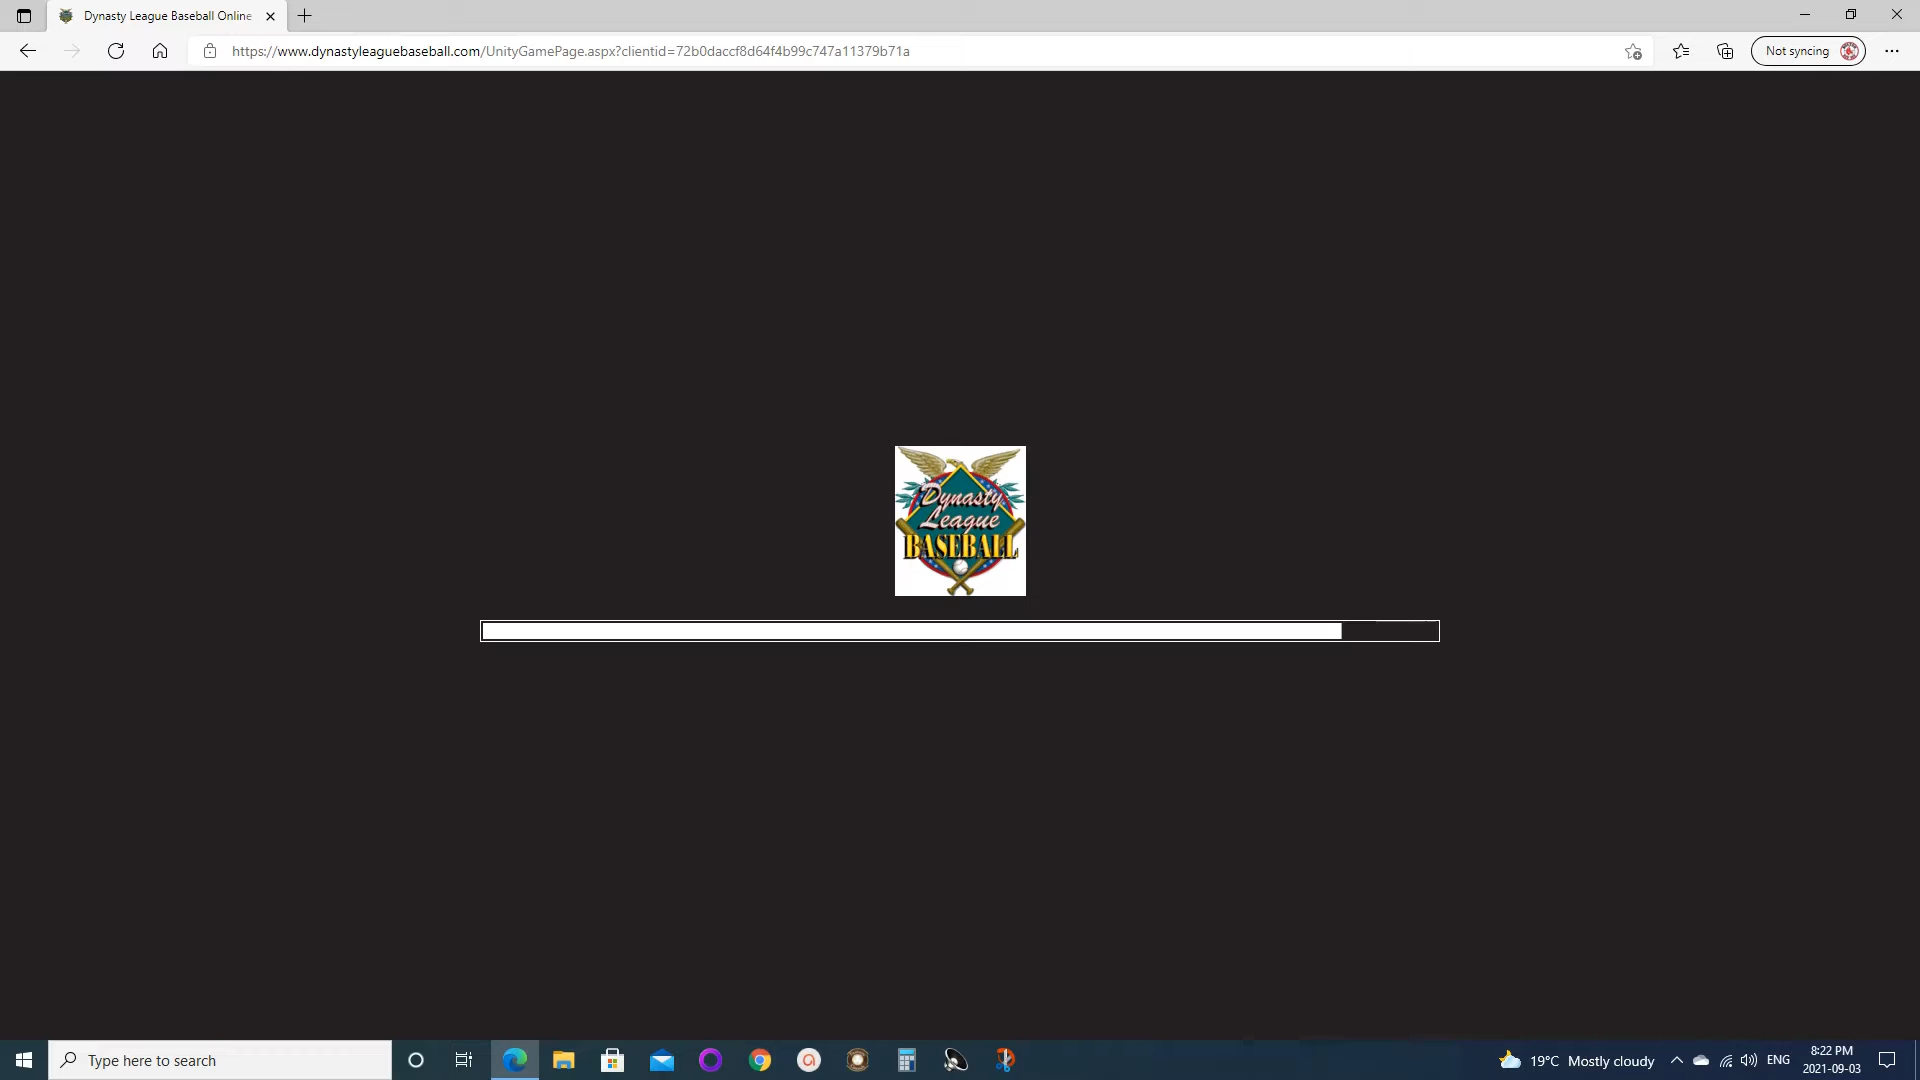 Dynasty League Baseball Online
https://www.dynastyleaguebaseball.com/UnityGamePage.aspx?clientid=72b0daccf8d64f4b99c747a11379b71a
Not syncing
Dynasty
League
BASEBALL
Type here to search
19°C Mostly cloudy
ENG
8:22 PM
2021-09-03